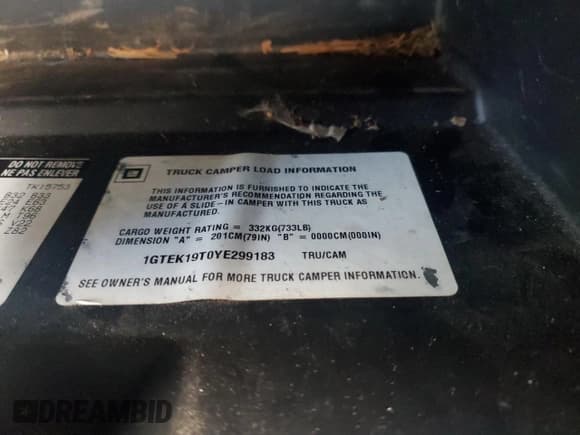 DO NOT REMOVE
NE PAS ENLEVER
TK15753
GM
TRUCK CAMPER LOAD INFORMATION
THIS INFORMATION IS FURNISHED TO INDICATE THE
MANUFACTURER'S RECOMMENDATION REGARDING THE
USE OF A SLIDE-IN CAMPER WITH THIS TRUCK AS
MANUFACTURED.
CARGO WEIGHT RATING = 332KG(733LB)
DIMENSION "A" = 201CM(79IN) "B" = 0000CM(000IN)
1GTEK19T0YE299183 TRU/CAM
SEE OWNER'S MANUAL FOR MORE TRUCK CAMPER INFORMATION.
DREAMBID